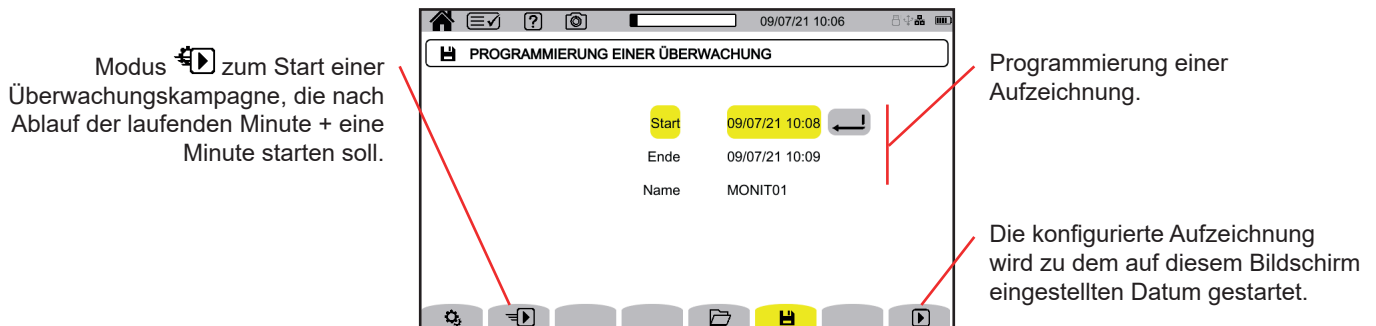 09/07/21 10:06
PROGRAMMIERUNG EINER ÜBERWACHUNG
Modus zum Start einer
Überwachungskampagne, die nach
Ablauf der laufenden Minute + eine
Minute starten soll.
Start 09/07/21 10:08
Ende 09/07/21 10:09
Name MONIT01
Programmierung einer
Aufzeichnung.
Die konfigurierte Aufzeichnung
wird zu dem auf diesem Bildschirm
eingestellten Datum gestartet.